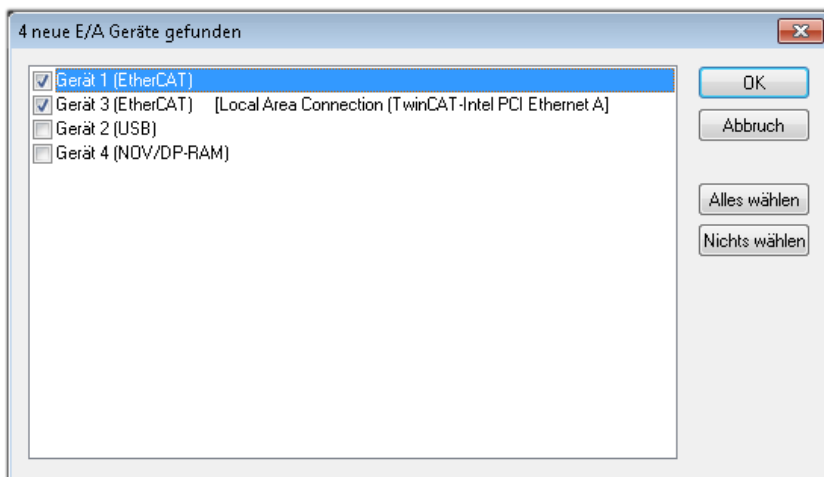 4 neue E/A Geräte gefunden
Gerät 1 (EtherCAT)
Gerät 3 (EtherCAT) [Local Area Connection (TwinCAT-Intel PCI Ethernet A]
Gerät 2 (USB)
Gerät 4 (NOV/DP-RAM)
OK
Abbruch
Alles wählen
Nichts wählen